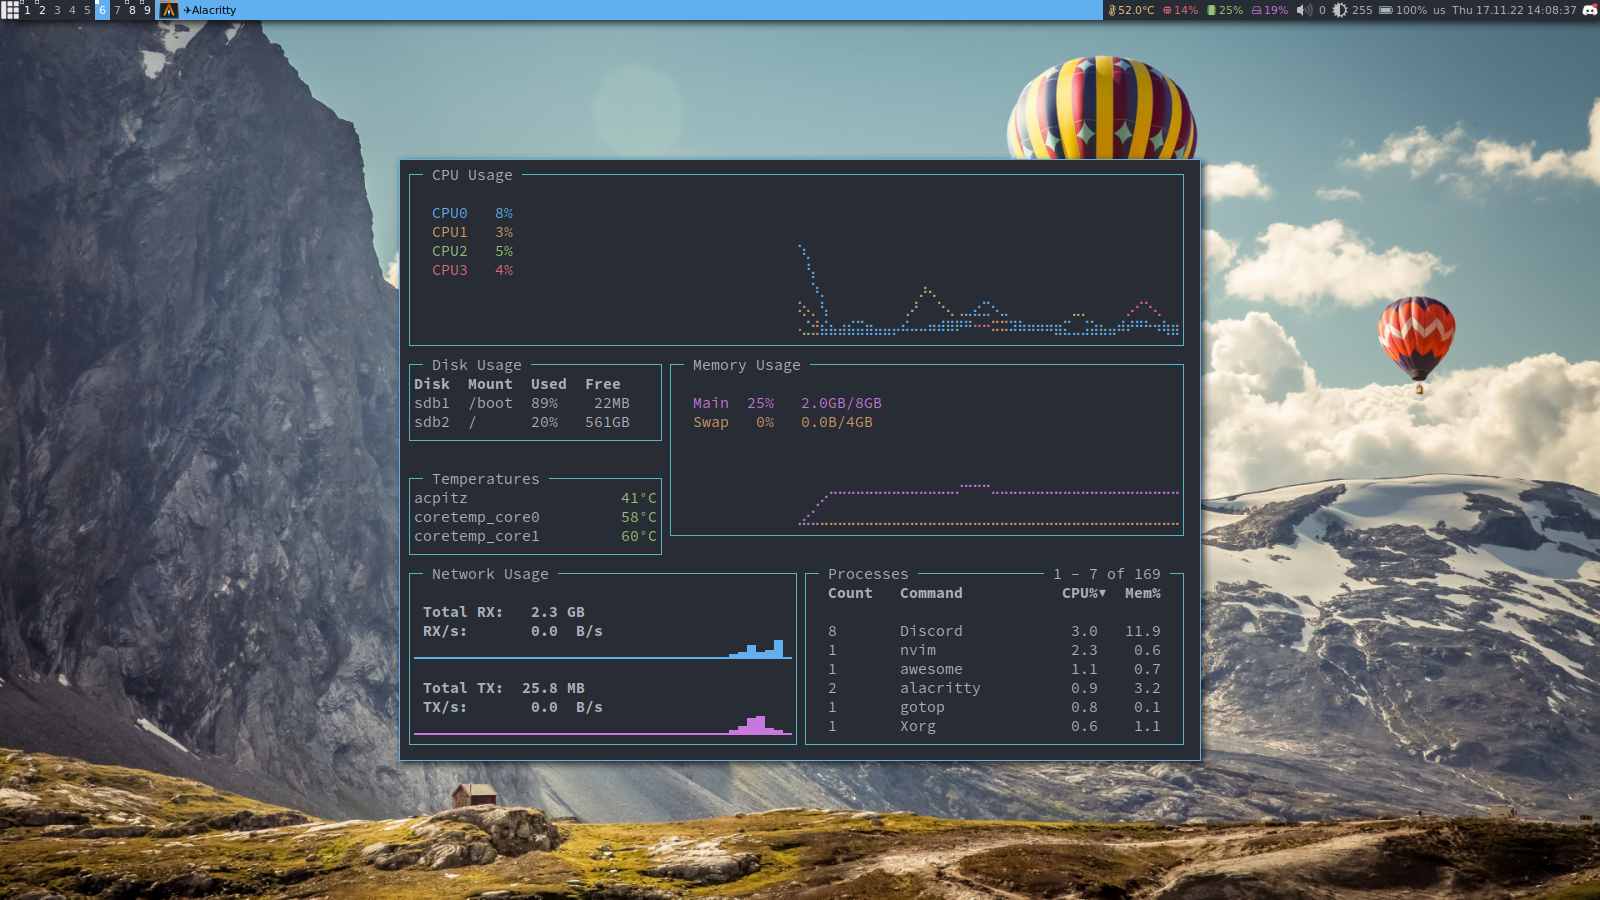 1 2 3 4 5 6 7 8 9 ✈Alacritty 52.0°C 14% 25% 19% 0 255 100% us Thu 17.11.22 14:08:37
CPU Usage
CPU0 8%
CPU1 3%
CPU2 5%
CPU3 4%
Disk Usage
Disk Mount Used Free
sdb1 /boot 89% 22MB
sdb2 / 20% 561GB
Memory Usage
Main 25% 2.0GB/8GB
Swap 0% 0.0B/4GB
Temperatures
acpitz 41°C
coretemp_core0 58°C
coretemp_core1 60°C
Network Usage
Total RX: 2.3 GB
RX/s: 0.0 B/s
Total TX: 25.8 MB
TX/s: 0.0 B/s
Processes 1 - 7 of 169
Count Command CPU%▼ Mem%
8 Discord 3.0 11.9
1 nvim 2.3 0.6
1 awesome 1.1 0.7
2 alacritty 0.9 3.2
1 gotop 0.8 0.1
1 Xorg 0.6 1.1